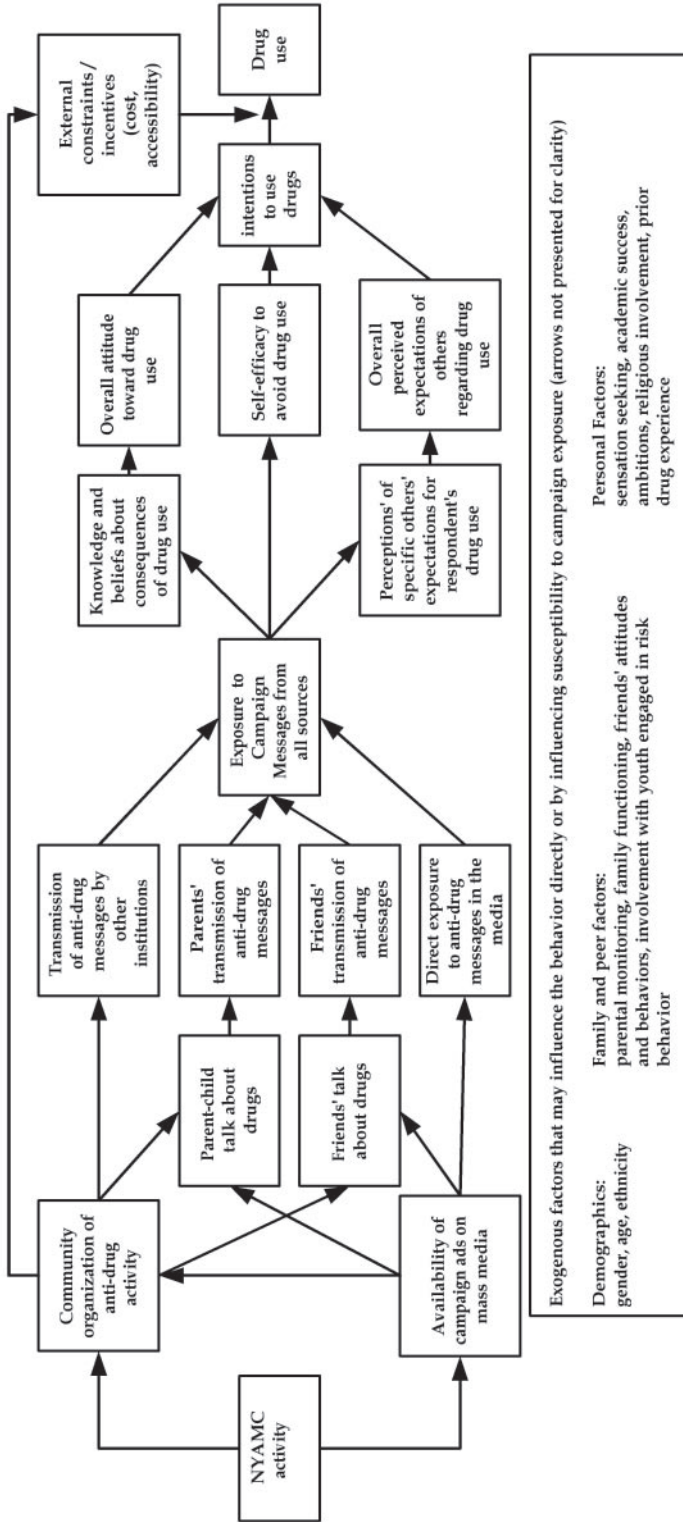 NYAMC
activity
Community
organization of
anti-drug
activity
Availability of
campaign ads on
mass media
Parent-child
talk about
drugs
Friends' talk
about drugs
Transmission
of anti-drug
messages by
other
institutions
Parents'
transmission of
anti-drug
messages
Friends'
transmission of
anti-drug
messages
Direct exposure
to anti-drug
messages in the
media
Exposure to
Campaign
Messages from
all sources
Knowledge and
beliefs about
consequences
of drug use
Overall attitude
toward drug
use
Self-efficacy to
avoid drug use
Perceptions' of
specific others'
expectations for
respondent's
drug use
Overall
perceived
expectations of
others
regarding drug
use
intentions
to use
drugs
External
constraints/
incentives
(cost,
accessibility)
Drug
use
Exogenous factors that may influence the behavior directly or by influencing susceptibility to campaign exposure (arrows not presented for clarity)
Demographics:
gender, age, ethnicity
Family and peer factors:
parental monitoring, family functioning, friends' attitudes
and behaviors, involvement with youth engaged in risk
behavior
Personal Factors:
sensation seeking, academic success,
ambitions, religious involvement, prior
drug experience